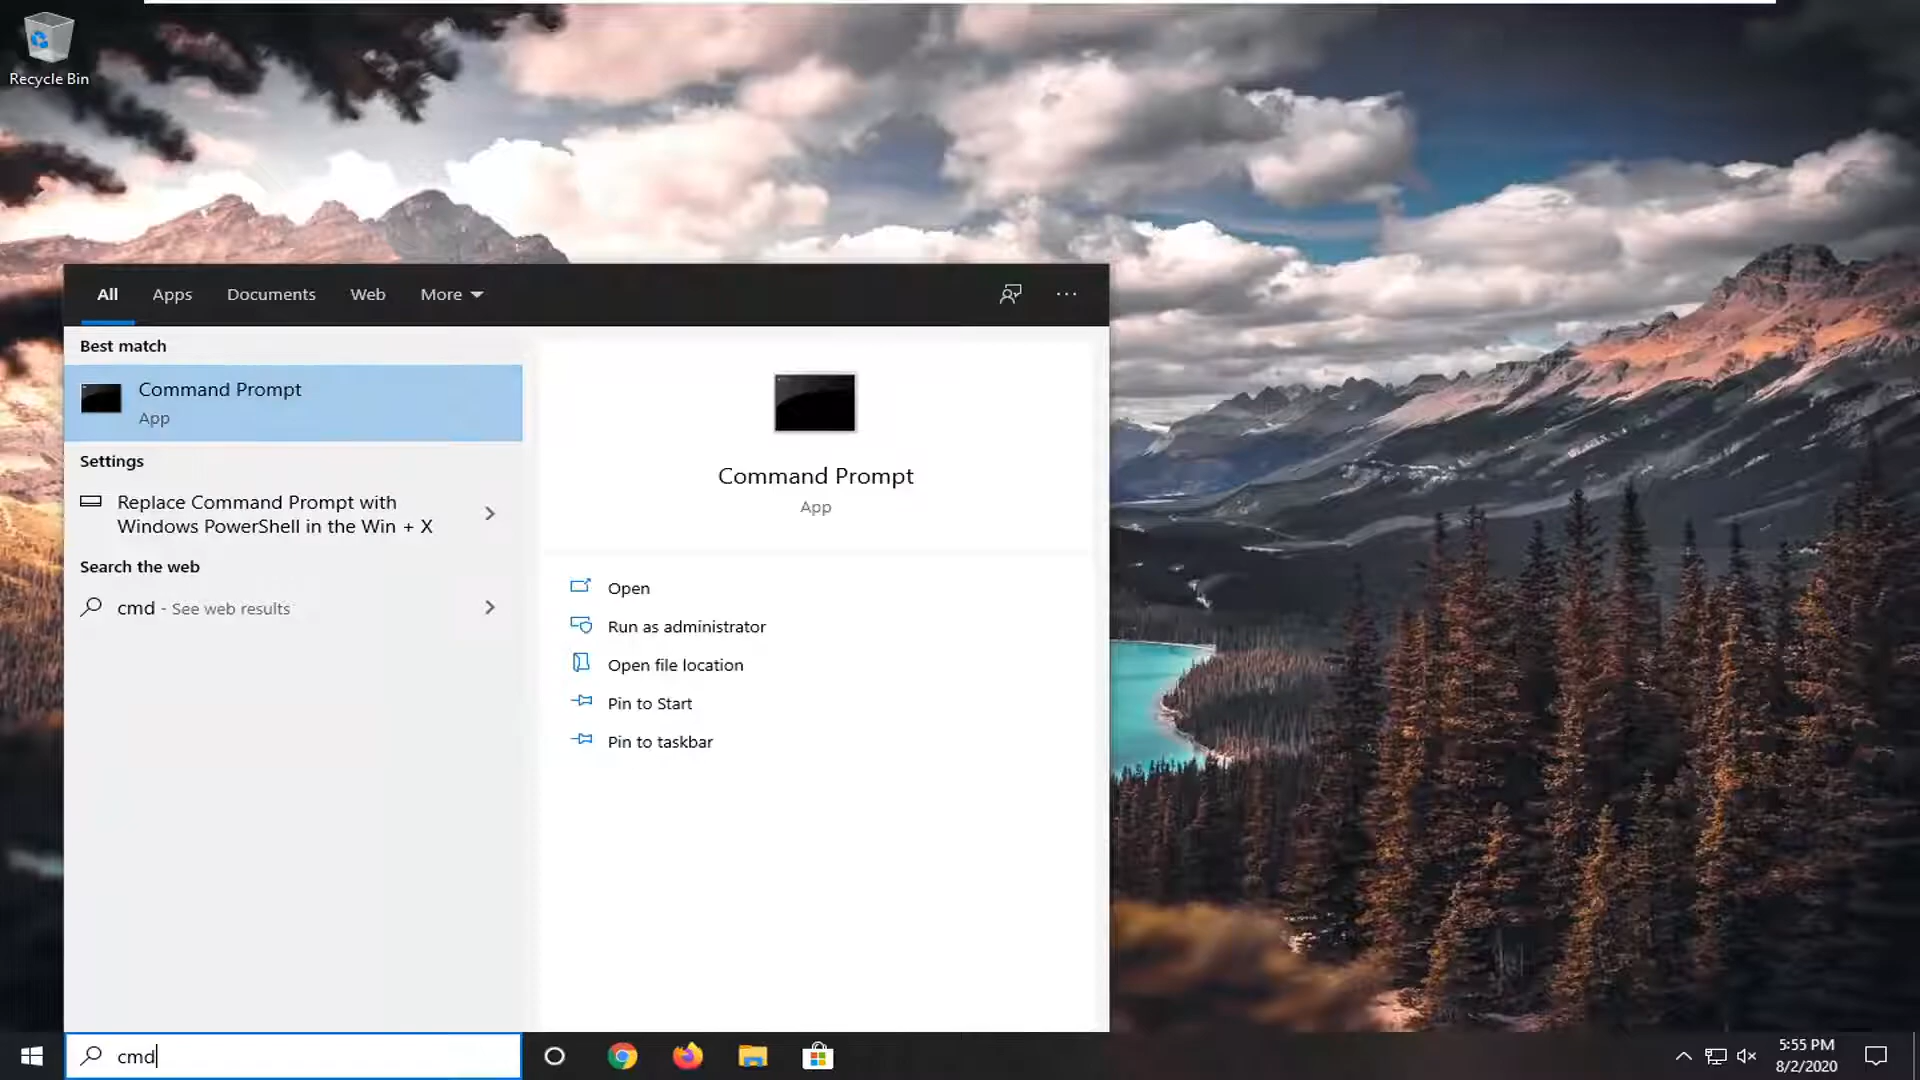 Recycle Bin
All Apps Documents Web More
Best match
Command Prompt
App
Settings
Replace Command Prompt with
Windows PowerShell in the Win + X
Search the web
cmd - See web results
Command Prompt
App
Open
Run as administrator
Open file location
Pin to Start
Pin to taskbar
cmd
5:55 PM
8/2/2020